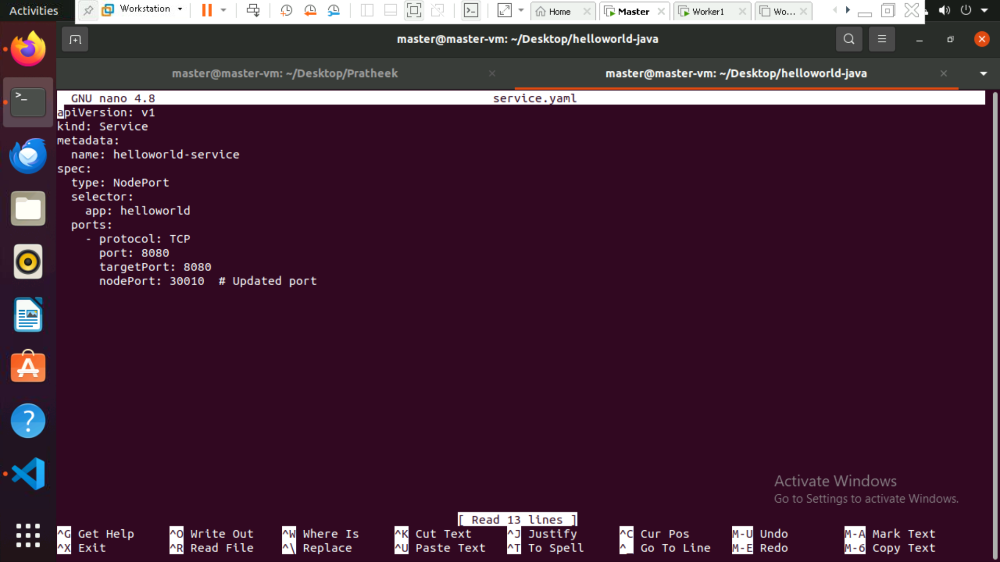 Activities
Workstation
Home
Master
Worker1
Wo...
master@master-vm: ~/Desktop/helloworld-java
master@master-vm: ~/Desktop/Pratheek
master@master-vm: ~/Desktop/helloworld-java
GNU nano 4.8 service.yaml
apiVersion: v1
kind: Service
metadata:
  name: helloworld-service
spec:
  type: NodePort
  selector:
    app: helloworld
  ports:
    - protocol: TCP
      port: 8080
      targetPort: 8080
      nodePort: 30010  # Updated port
Activate Windows
Go to Settings to activate Windows.
[ Read 13 lines ]
^G Get Help ^O Write Out ^W Where Is ^K Cut Text ^J Justify ^C Cur Pos M-U Undo M-A Mark Text
^X Exit ^R Read File ^\ Replace ^U Paste Text ^T To Spell ^_ Go To Line M-E Redo M-6 Copy Text